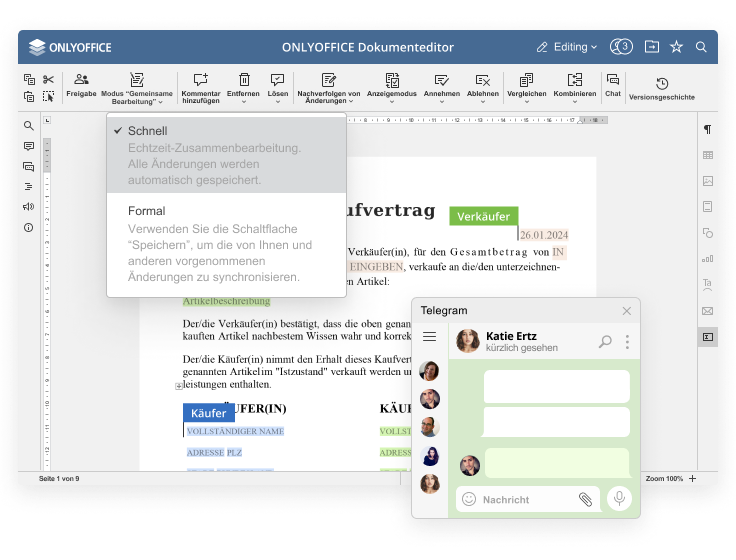 ONLYOFFICE
ONLYOFFICE Dokumenteditor
Editing
3
Freigabe
Modus "Gemeinsame
Bearbeitung"
Kommentar
hinzufügen
Entfernen
Lösen
Nachverfolgen von
Änderungen
Anzeigemodus
Annehmen
Ablehnen
Vergleichen
Kombinieren
Chat
Versionsgeschichte
Schnell
Echtzeit-Zusammenbearbeitung.
Alle Änderungen werden
automatisch gespeichert.
Formal
Verwenden Sie die Schaltflache
"Speichern", um die von Ihnen und
anderen vorgenommenen
Änderungen zu synchronisieren.
ufvertrag
Verkäufer
26.01.2024
Verkäufer(in), für den Gesamtbetrag von IN
EINGEBEN, verkaufe an die/den unterzeichnen-
en Artikel:
Artikelbeschreibung
Der/die Verkäufer(in) bestätigt, dass die oben genan
kauften Artikel nachbestem Wissen wahr und korrek
Der/die Käufer(in) nimmt den Erhalt dieses Kaufvert
genannten Artikel im "Istzustand" verkauft werden u
leistungen enthalten.
Käufer
UFER(IN)
KÄU
VOLLSTÄNDIGER NAME
VOLLST
ADRESSE PLZ
ADRESS
Telegram
Katie Ertz
kürzlich gesehen
Nachricht
Seite 1 von 9
Zoom 100%